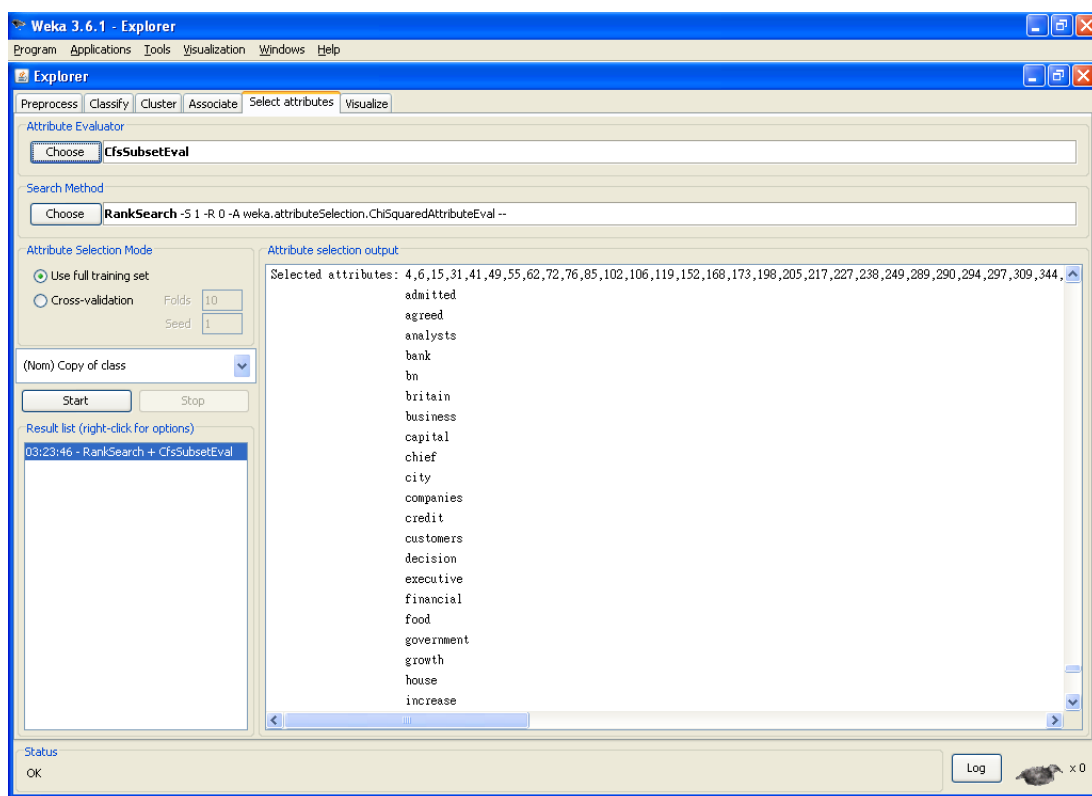 Weka 3.6.1 - Explorer
Program Applications Tools Visualization Windows Help
Explorer
Preprocess Classify Cluster Associate Select attributes Visualize
Attribute Evaluator
Choose CfsSubsetEval
Search Method
Choose RankSearch -S 1 -R 0 -A weka.attributeSelection.ChiSquaredAttributeEval --
Attribute Selection Mode
Use full training set
Cross-validation Folds 10
Seed 1
(Nom) Copy of class
Start Stop
Result list (right-click for options)
03:23:46 - RankSearch + CfsSubsetEval
Attribute selection output
Selected attributes: 4,6,15,31,41,49,55,62,72,76,85,102,106,119,152,168,173,198,205,217,227,238,249,289,290,294,297,309,344,
admitted
agreed
analysts
bank
bn
britain
business
capital
chief
city
companies
credit
customers
decision
executive
financial
food
government
growth
house
increase
Status
OK
Log x 0